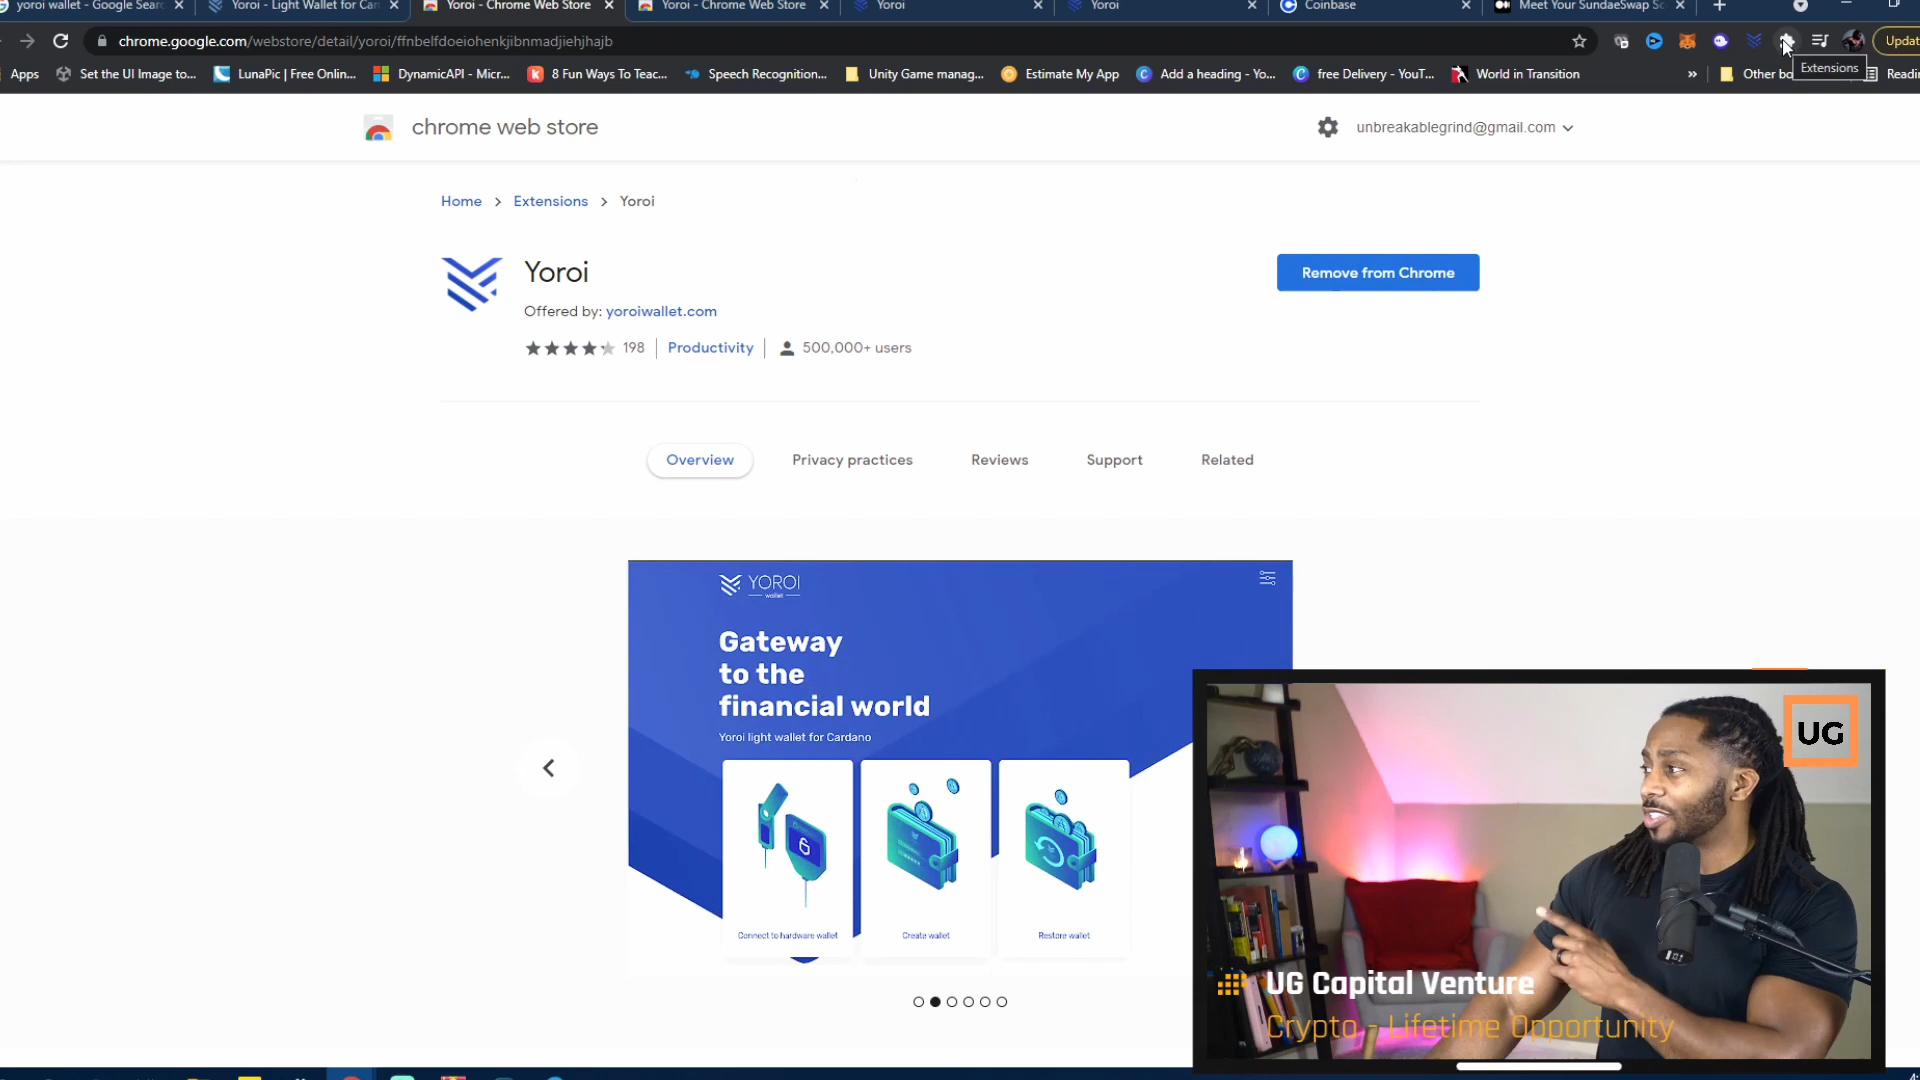 yoroi wallet - Google Sear
Yoroi - Light Wallet for Car
Yoroi - Chrome Web Store
Yoroi - Chrome Web Store
Yoroi
Yoroi
Coinbase
Meet Your SundaeSwap Sc
chrome.google.com/webstore/detail/yoroi/ffnbelfdoeiohenkjibnmadjiehjhajb
Updat
Apps
Set the UI Image to...
LunaPic | Free Onlin...
DynamicAPI - Micr...
8 Fun Ways To Teac...
Speech Recognition...
Unity Game manag...
Estimate My App
Add a heading - Yo...
free Delivery - YouT...
World in Transition
»
Other bo
Readin
Extensions
chrome web store
unbreakablegrind@gmail.com
Home > Extensions > Yoroi
Yoroi
Remove from Chrome
Offered by: yoroiwallet.com
198
Productivity
500,000+ users
Overview
Privacy practices
Reviews
Support
Related
YOROI
wallet
Gateway
to the
financial world
Yoroi light wallet for Cardano
Connect to hardware wallet
Create wallet
Restore wallet
UG
UG Capital Venture
Crypto - Lifetime Opportunity